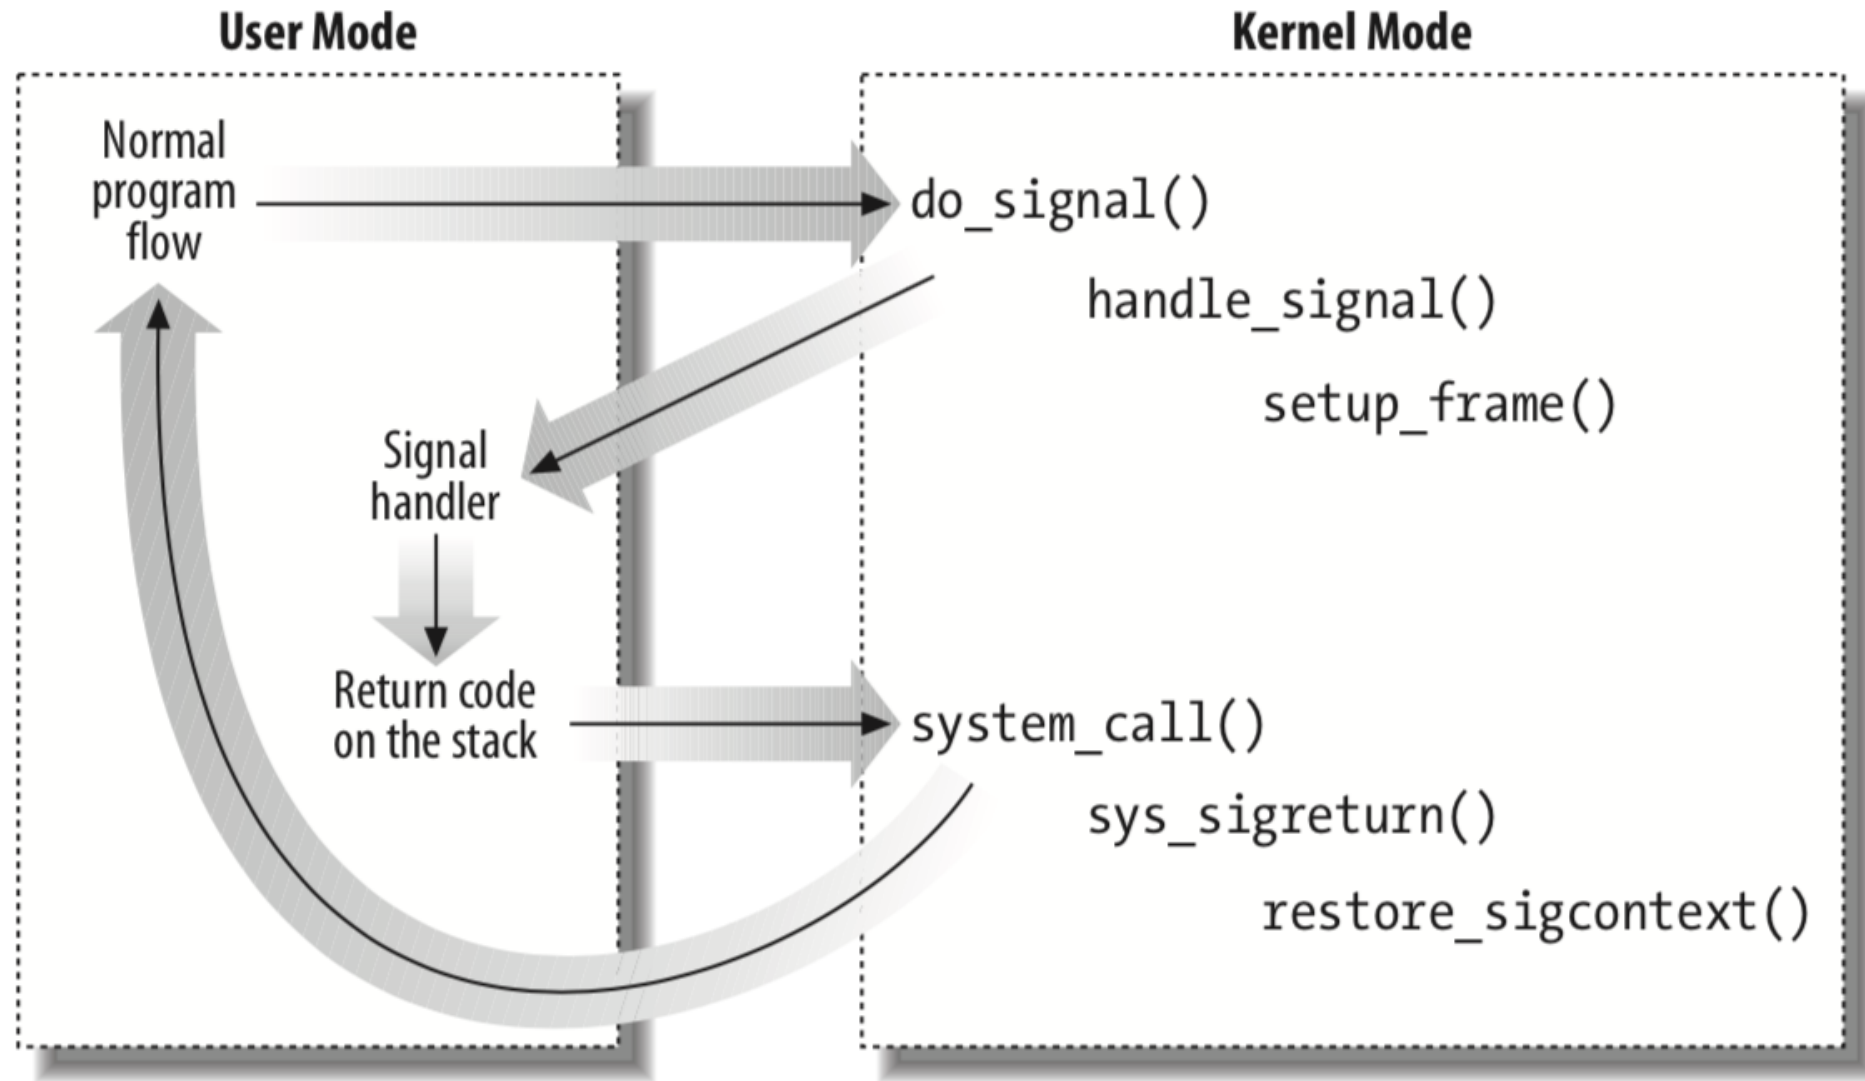 User Mode
Kernel Mode
Normal
program
flow
do_signal()
handle_signal()
setup_frame()
Signal
handler
Return code
on the stack
system_call()
sys_sigreturn()
restore_sigcontext()